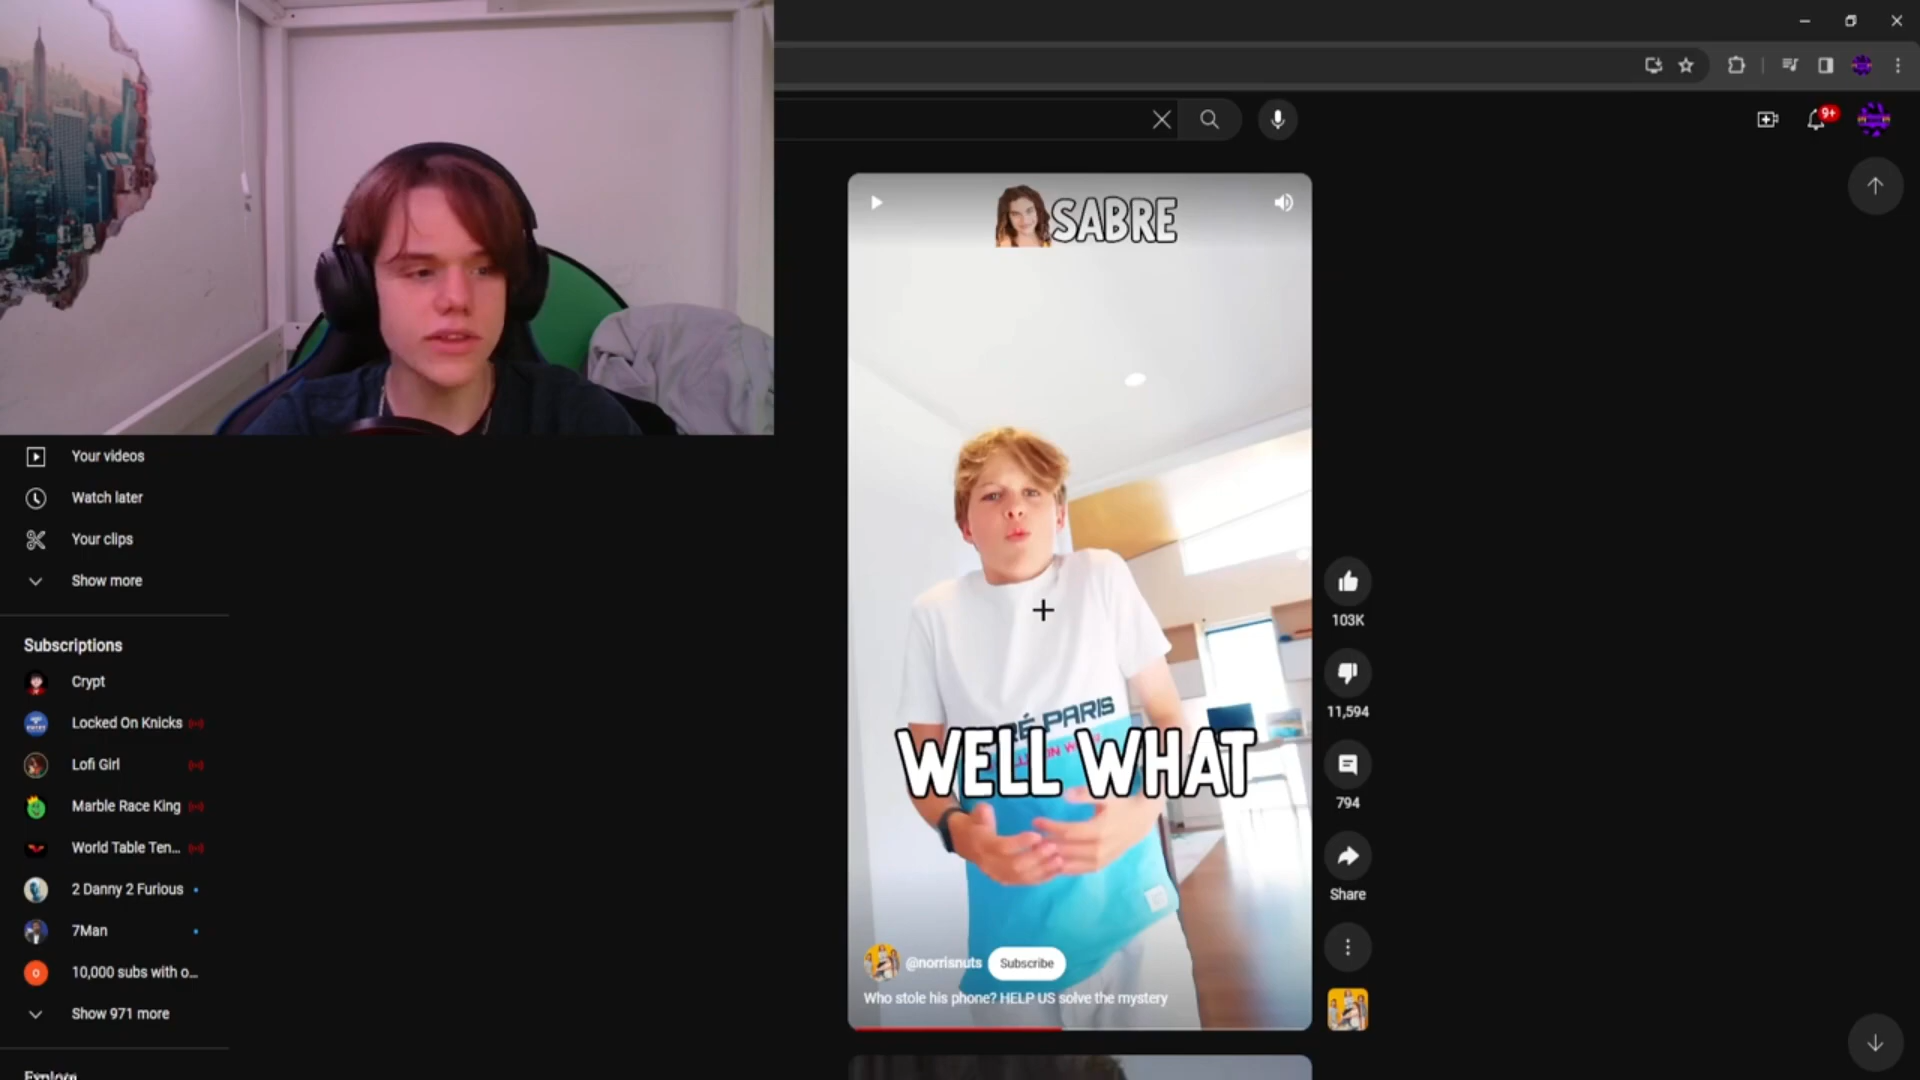 9+
SABRE
Your videos
Watch later
Your clips
Show more
Subscriptions
Crypt
Locked On Knicks
Lofi Girl
Marble Race King
World Table Ten...
2 Danny 2 Furious
7Man
10,000 subs with o...
Show 971 more
Explore
RÉ PARIS
WELL WHAT
@norrisnuts
Subscribe
Who stole his phone? HELP US solve the mystery
103K
11,594
794
Share